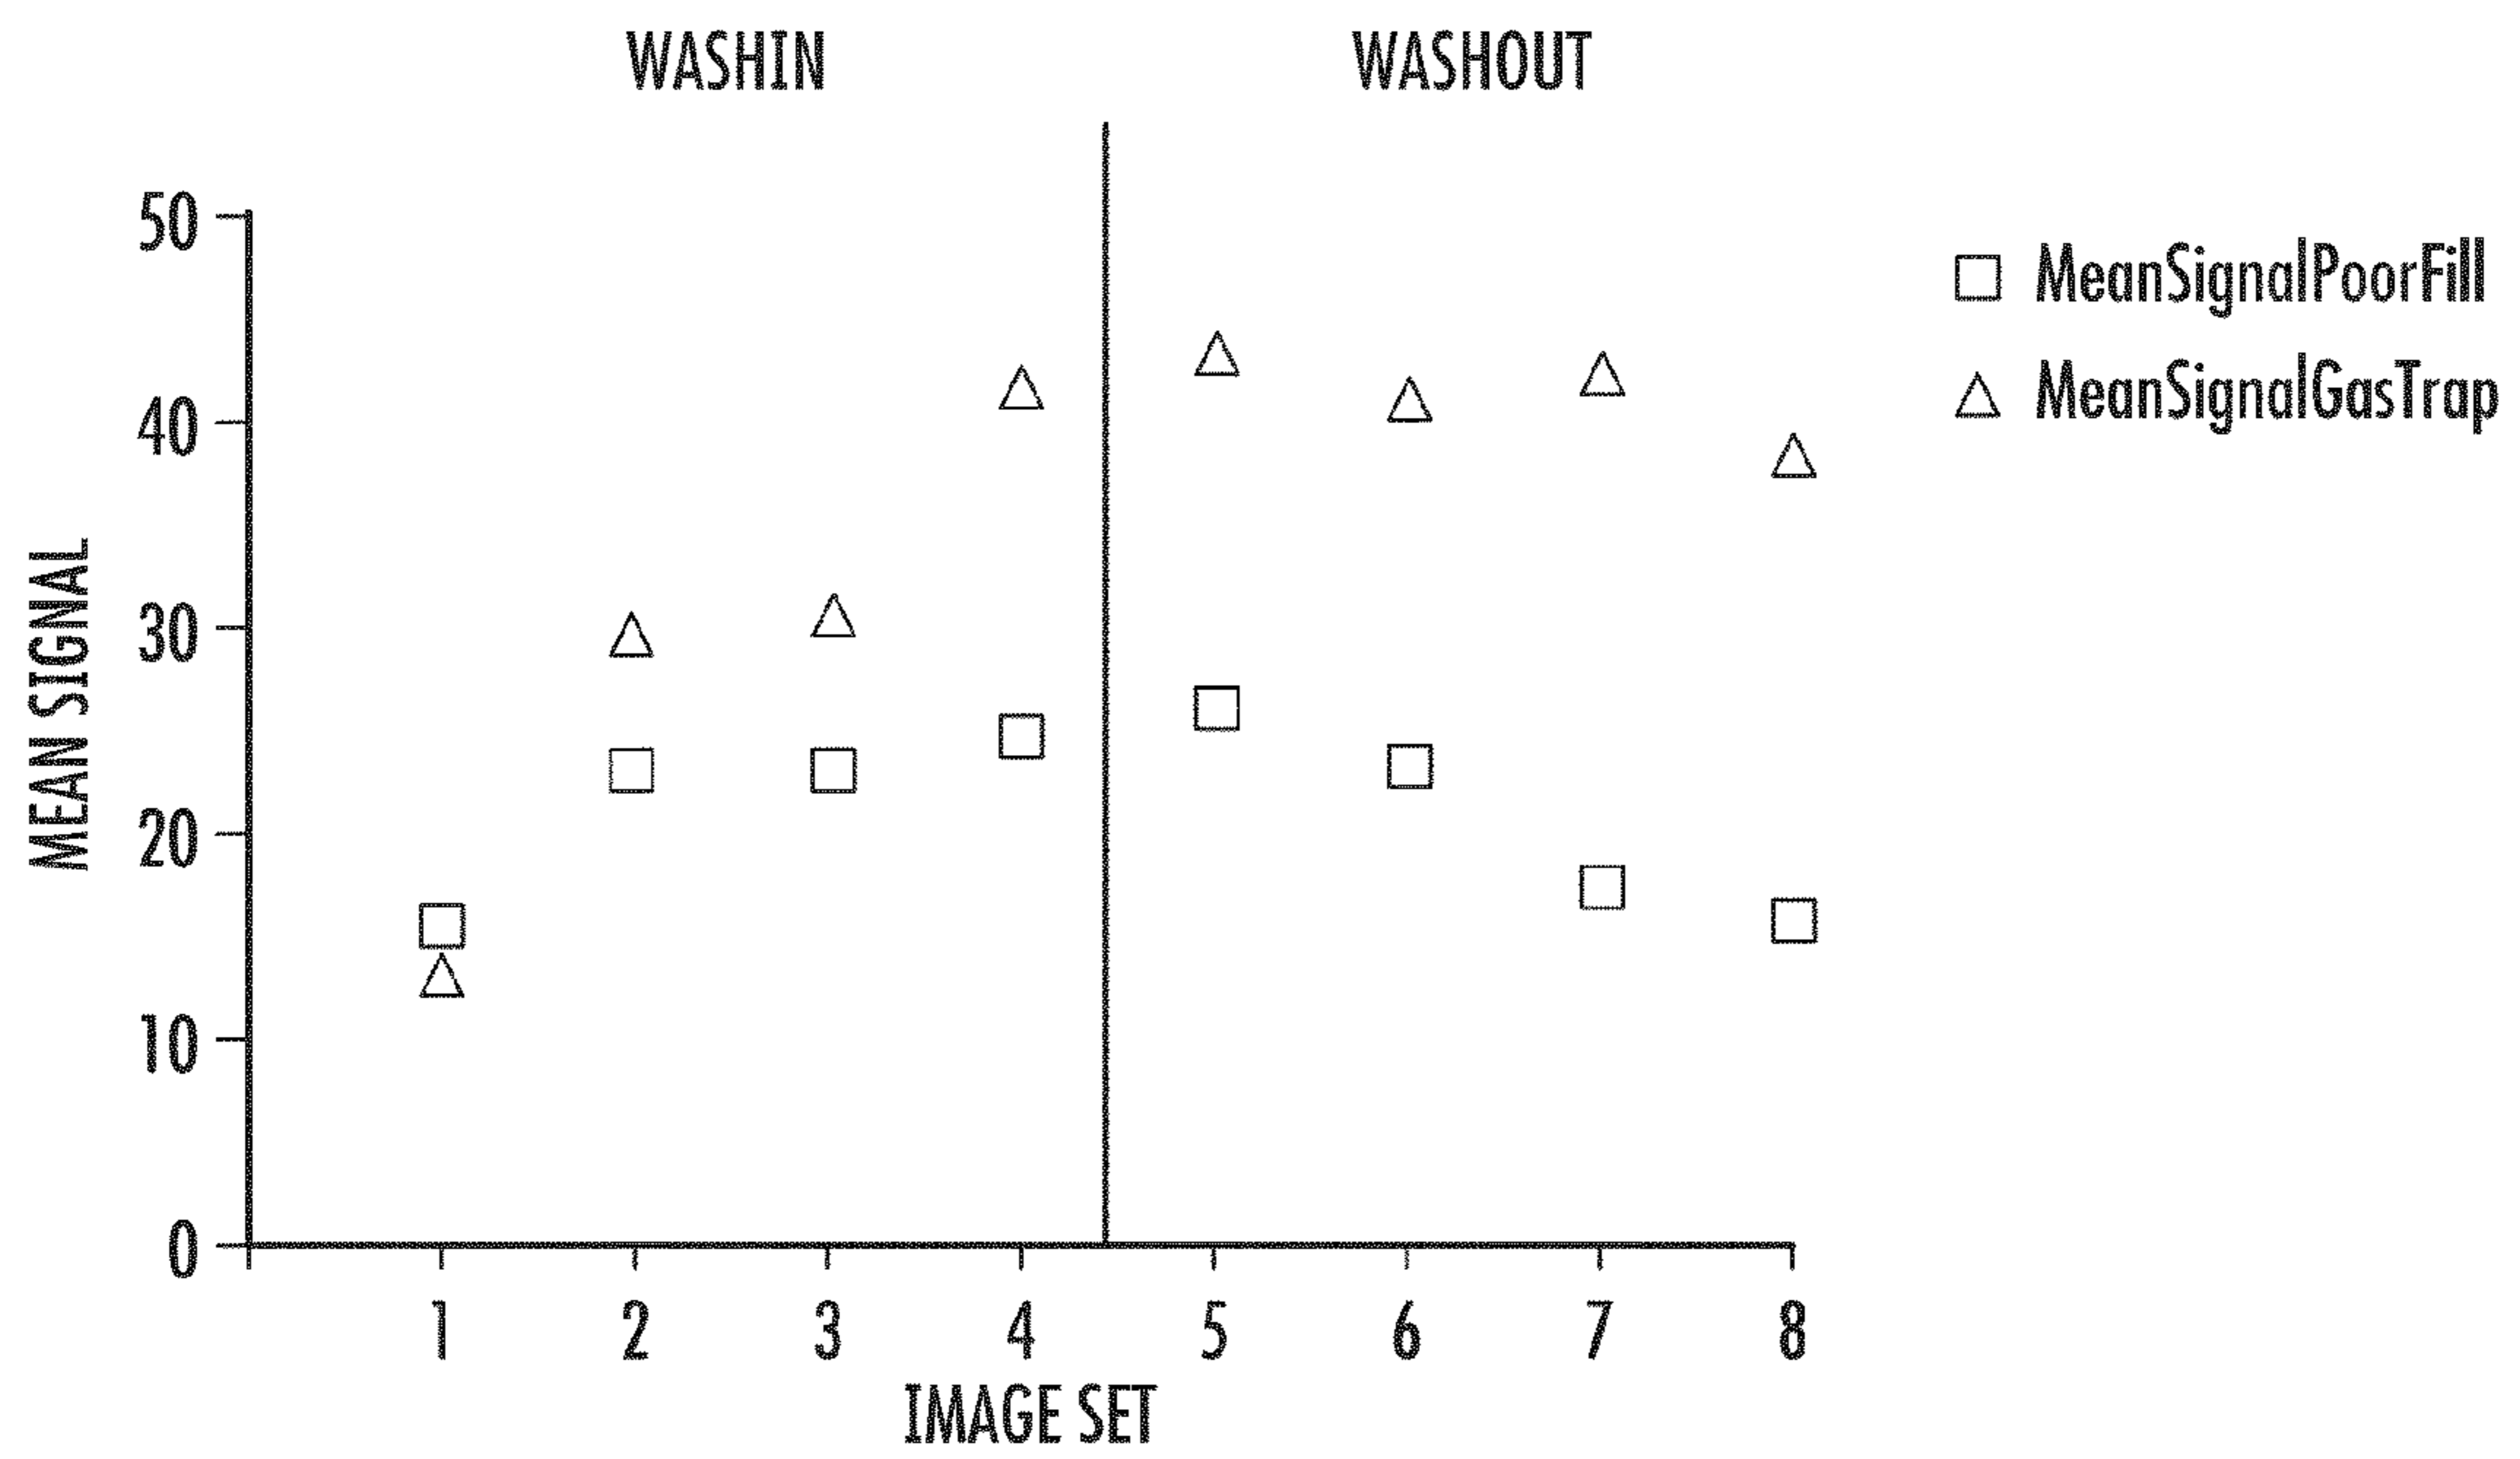 WASHIN WASHOUT
50
40
30
20
10
0
MEAN SIGNAL
1 2 3 4 5 6 7 8
IMAGE SET
MeanSignalPoorFill
MeanSignalGasTrap